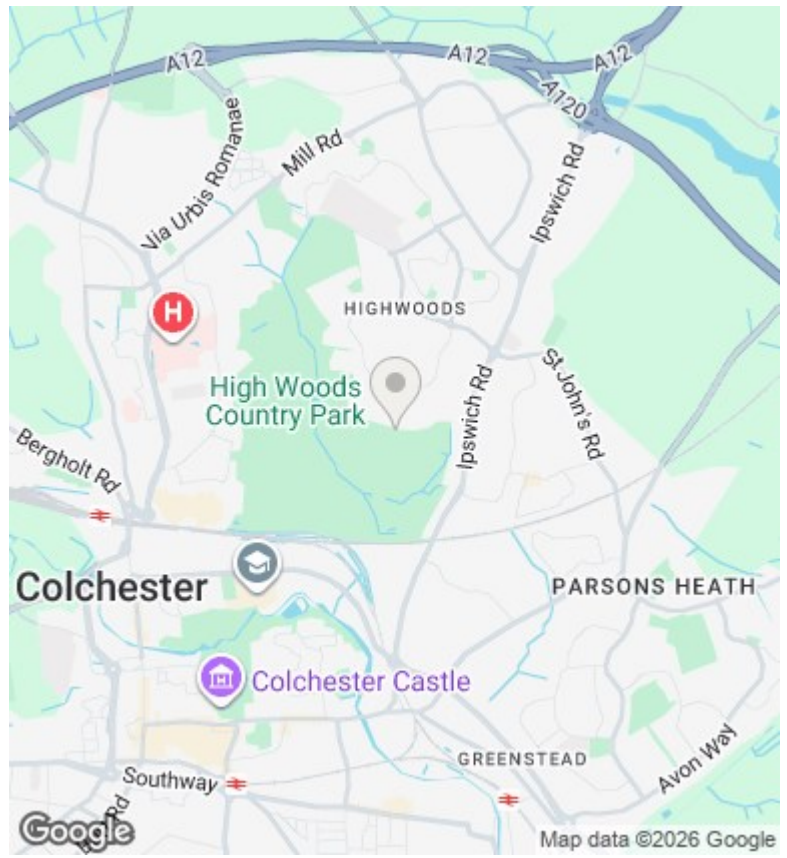 A12
A12
A12
A120
Via Urbis Romanae
Mill Rd
Ipswich Rd
H
HIGHWOODS
St John's Rd
High Woods
Country Park
Ipswich Rd
Bergholt Rd
Colchester
PARSONS HEATH
Colchester Castle
GREENSTEAD
Avon Way
Southway
Rd
Google
Map data ©2026 Google